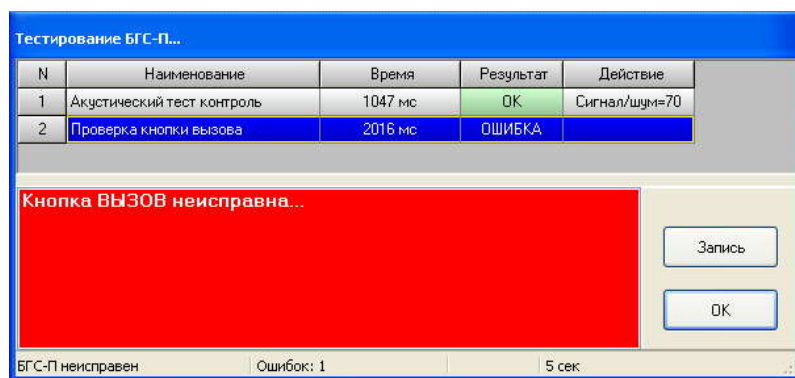 Тестирование БГС-П...
N Наименование Время Результат Действие
1 Акустический тест контроль 1047 мс OK Сигнал/шум=70
2 Проверка кнопки вызова 2016 мс ОШИБКА
Кнопка ВЫЗОВ неисправна...
Запись
OK
БГС-П неисправен Ошибок: 1 5 сек